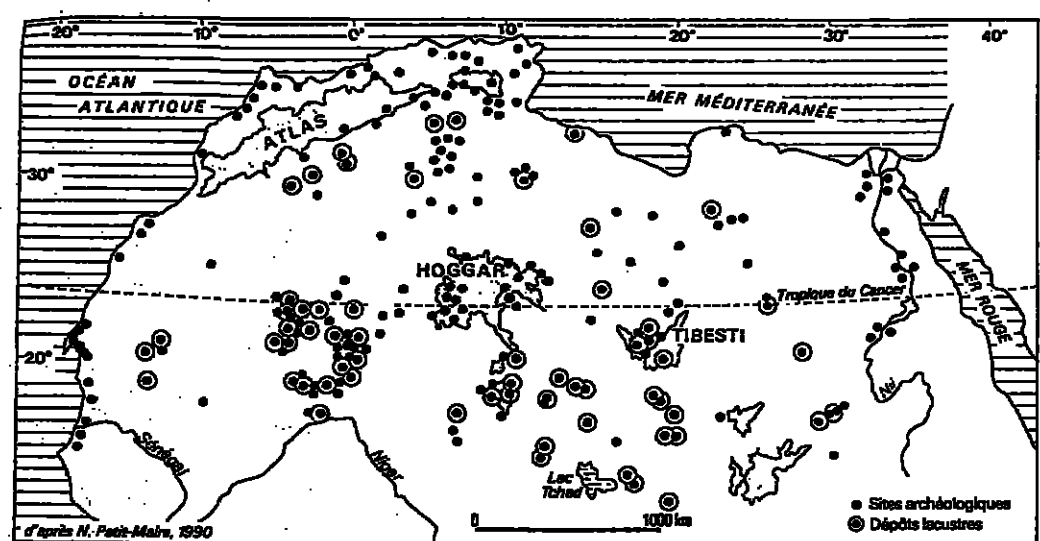 20° 10° 0° 10° 20° 30° 40°
OCÉAN
ATLANTIQUE
MER MÉDITERRANÉE
ATLAS
30°
HOGGAR
Tropique du Cancer
MER ROUGE
TIBESTI
20°
Nil
Sénégal
Niger
Lac
Tchad
Sites archéologiques
0 1000 km
Dépôts lacustres
d'après N.-Petit-Maire, 1990